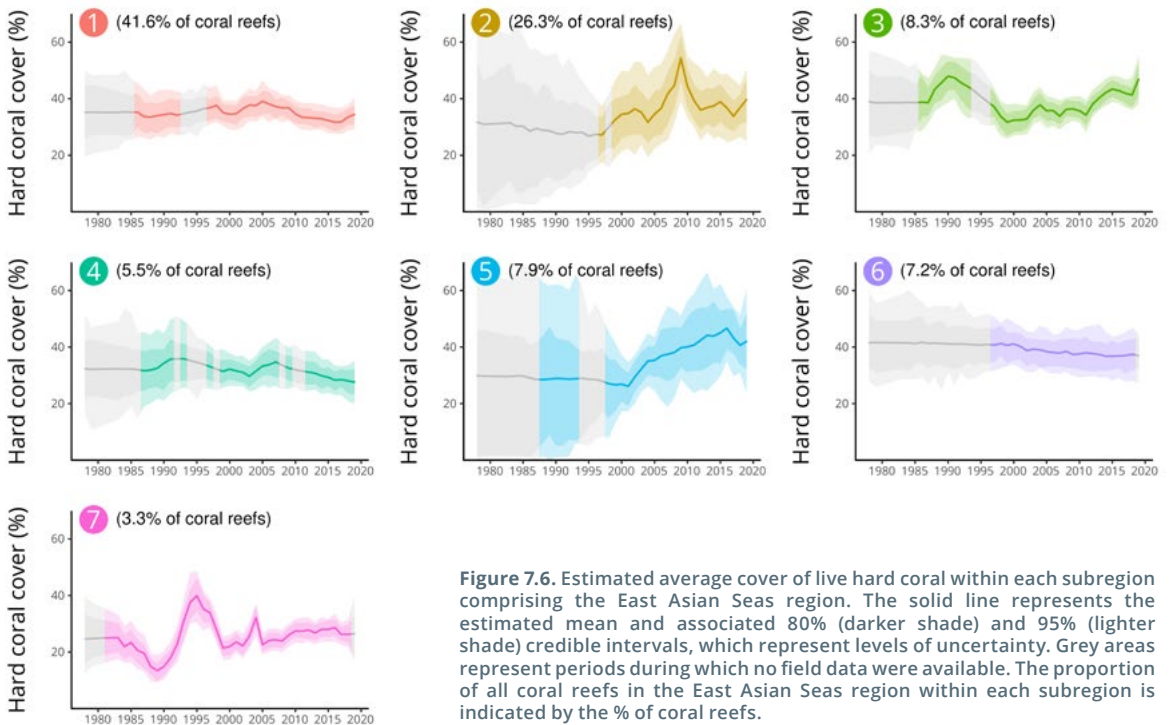 Hard coral cover (%)
1 (41.6% of coral reefs)
60
40
20
1980 1985 1990 1995 2000 2005 2010 2015 2020
Hard coral cover (%)
2 (26.3% of coral reefs)
60
40
20
1980 1985 1990 1995 2000 2005 2010 2015 2020
Hard coral cover (%)
3 (8.3% of coral reefs)
60
40
20
1980 1985 1990 1995 2000 2005 2010 2015 2020
Hard coral cover (%)
4 (5.5% of coral reefs)
60
40
20
1980 1985 1990 1995 2000 2005 2010 2015 2020
Hard coral cover (%)
5 (7.9% of coral reefs)
60
40
20
1980 1985 1990 1995 2000 2005 2010 2015 2020
Hard coral cover (%)
6 (7.2% of coral reefs)
60
40
20
1980 1985 1990 1995 2000 2005 2010 2015 2020
Hard coral cover (%)
7 (3.3% of coral reefs)
60
40
20
1980 1985 1990 1995 2000 2005 2010 2015 2020
Figure 7.6. Estimated average cover of live hard coral within each subregion
comprising the East Asian Seas region. The solid line represents the
estimated mean and associated 80% (darker shade) and 95% (lighter
shade) credible intervals, which represent levels of uncertainty. Grey areas
represent periods during which no field data were available. The proportion
of all coral reefs in the East Asian Seas region within each subregion is
indicated by the % of coral reefs.